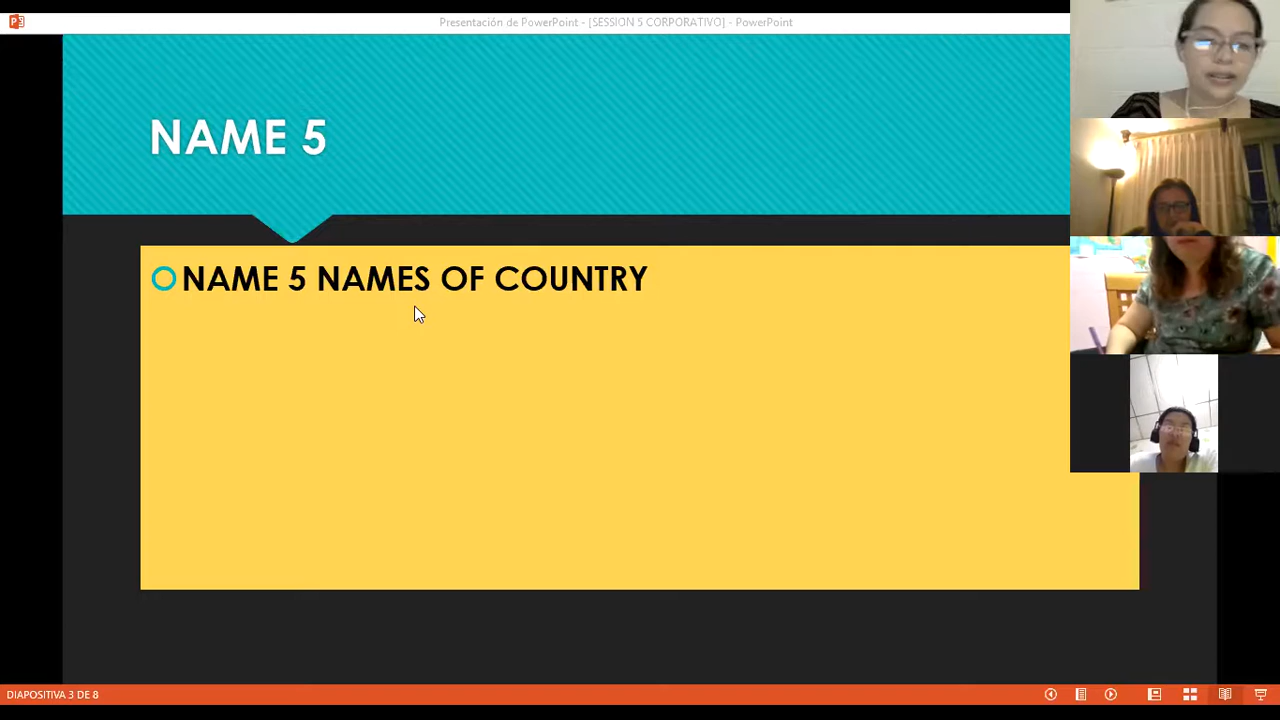 Presentación de PowerPoint - [SESSION 5 CORPORATIVO] - PowerPoint
NAME 5
NAME 5 NAMES OF COUNTRY
DIAPOSITIVA 3 DE 8